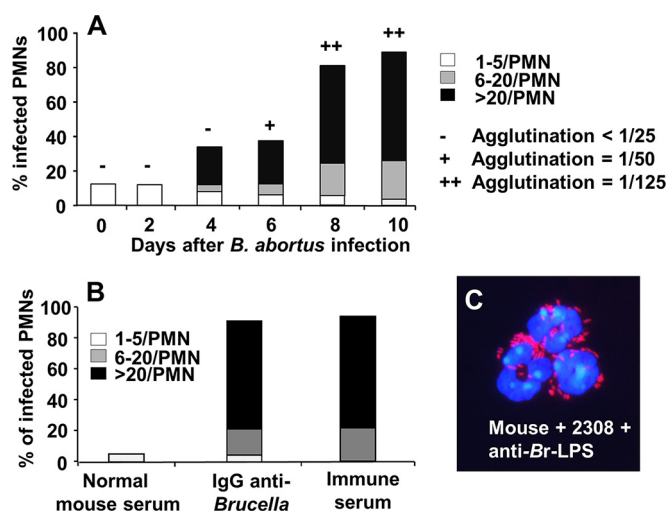 A
% infected PMNs
100
80
60
40
20
0
- - - + ++ ++
0 2 4 6 8 10
Days after B. abortus infection
1-5/PMN
6-20/PMN
>20/PMN
- Agglutination < 1/25
+ Agglutination = 1/50
++ Agglutination = 1/125
B
% of infected PMNs
100
80
60
40
20
0
1-5/PMN
6-20/PMN
>20/PMN
Normal
mouse serum
IgG anti-
Brucella
Immune
serum
C
Mouse + 2308 +
anti-Br-LPS